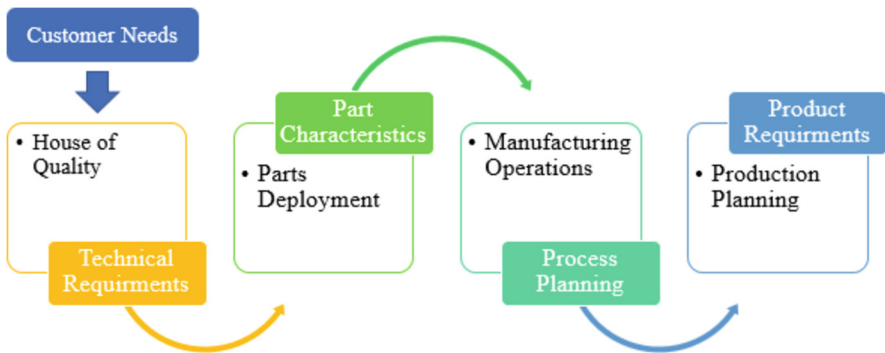 Customer Needs
• House of
Quality
Technical
Requirments
Part
Characteristics
• Parts
Deployment
• Manufacturing
Operations
Process
Planning
Product
Requirments
• Production
Planning